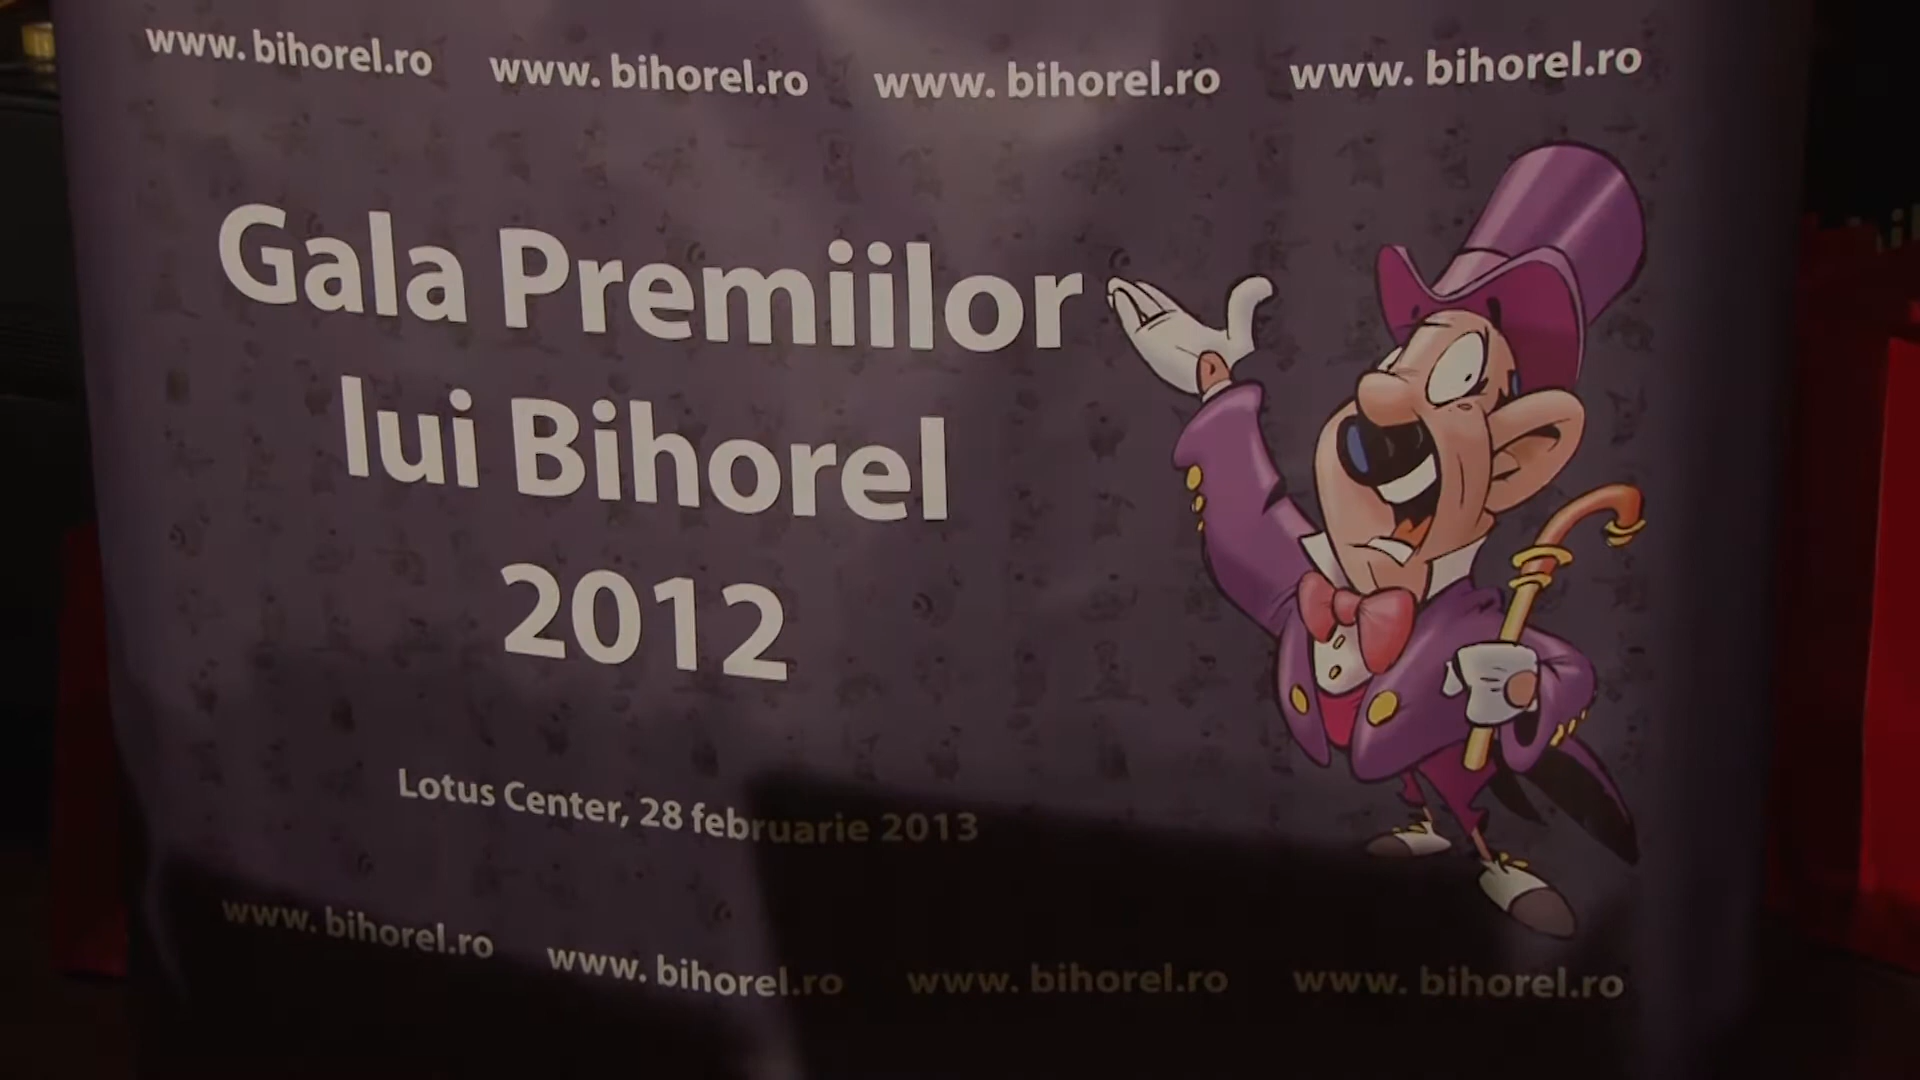 www. bihorel.ro www. bihorel.ro www. bihorel.ro www. bihorel.ro
Gala Premiilor
lui Bihorel
2012
Lotus Center, 28 februarie 2013
www. bihorel.ro www. bihorel.ro www. bihorel.ro www. bihorel.ro